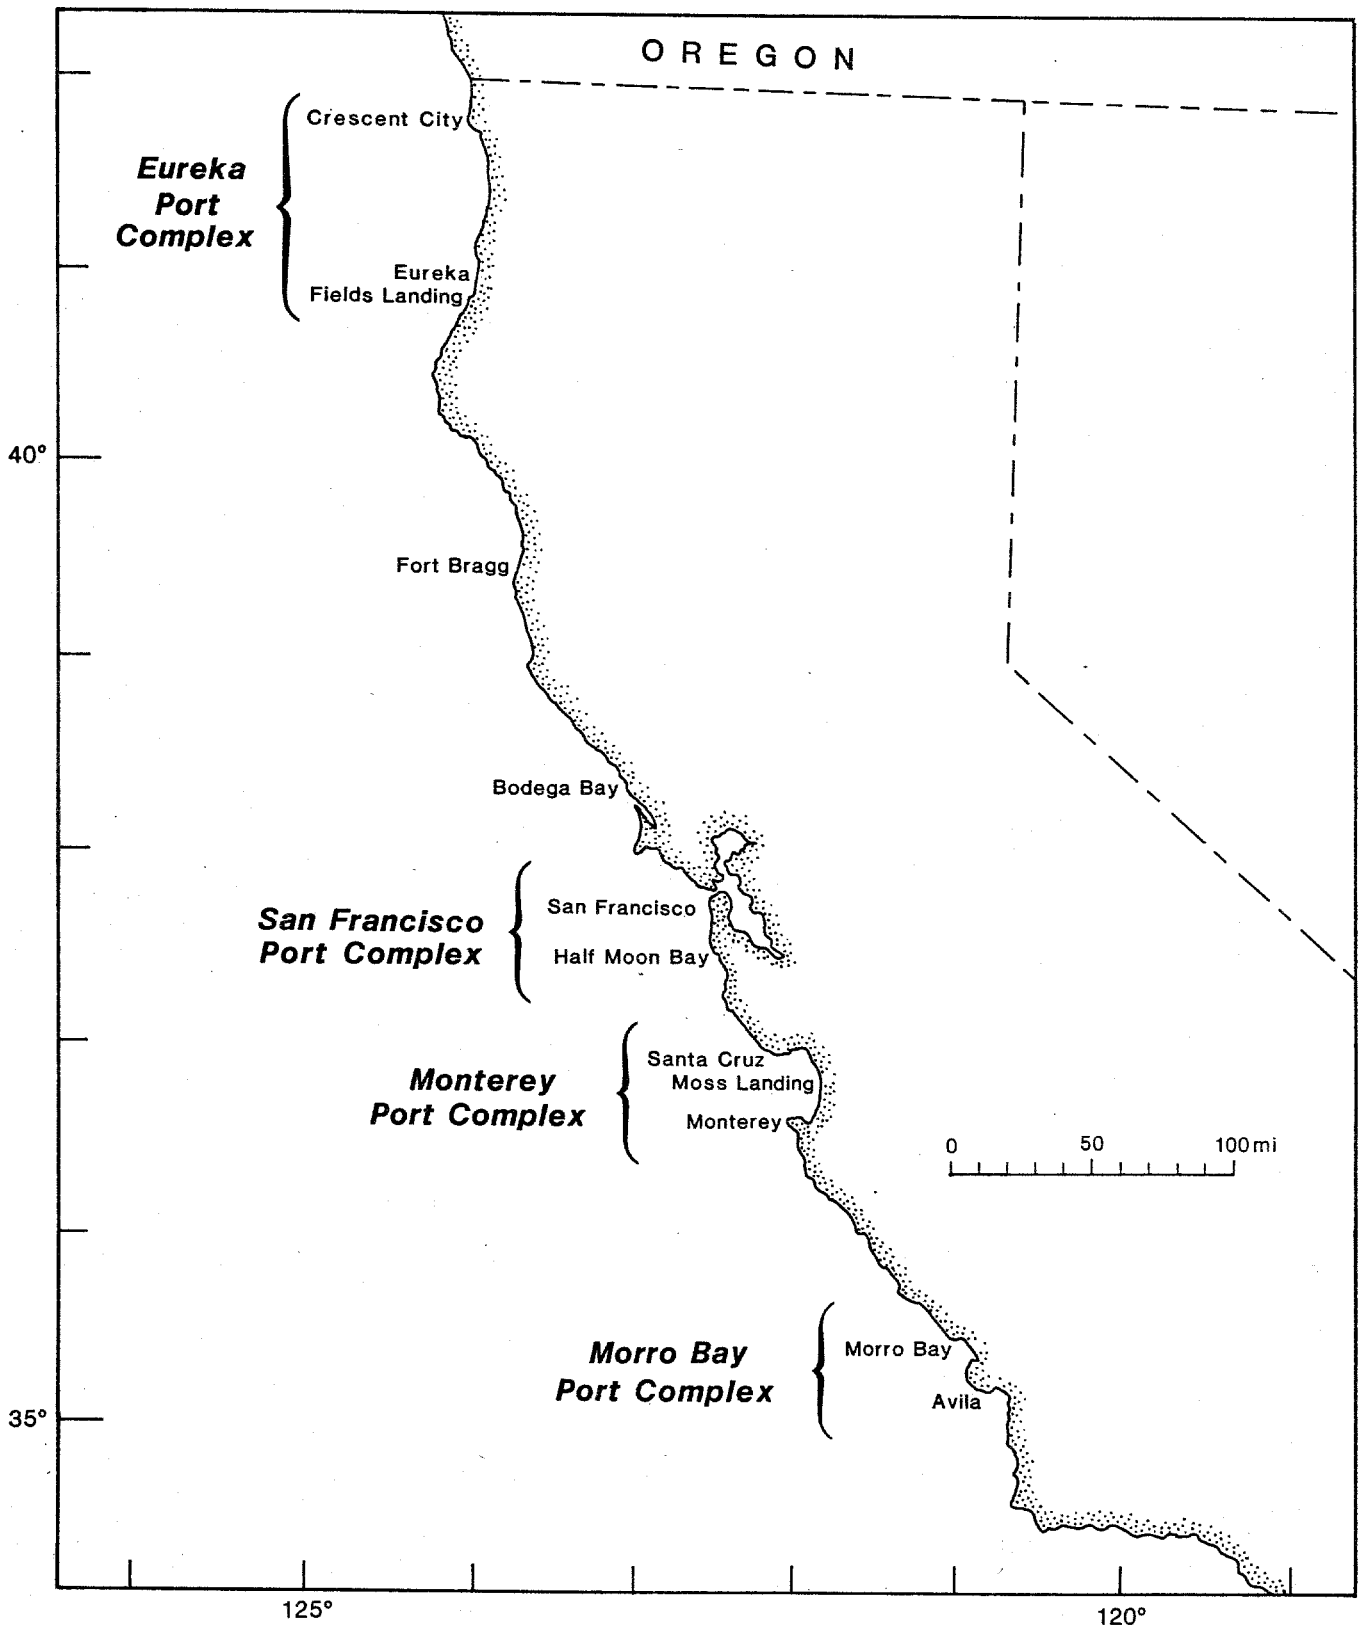 OREGON
Crescent City
Eureka
Port
Complex
Eureka
Fields Landing
40°
Fort Bragg
Bodega Bay
San Francisco
Port Complex
San Francisco
Half Moon Bay
Monterey
Port Complex
Santa Cruz
Moss Landing
Monterey
0 50 100 mi
Morro Bay
Port Complex
Morro Bay
Avila
35°
125° 120°